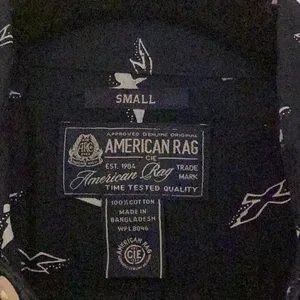 SMALL
APPROVED GENUINE ORIGINAL
AMERICAN RAG
CIE
EST. 1984 TRADE
American Rag MARK
TIME TESTED QUALITY
100% COTTON
MADE IN
BANGLADESH
WPL8046
AMERICAN RAG
CIE